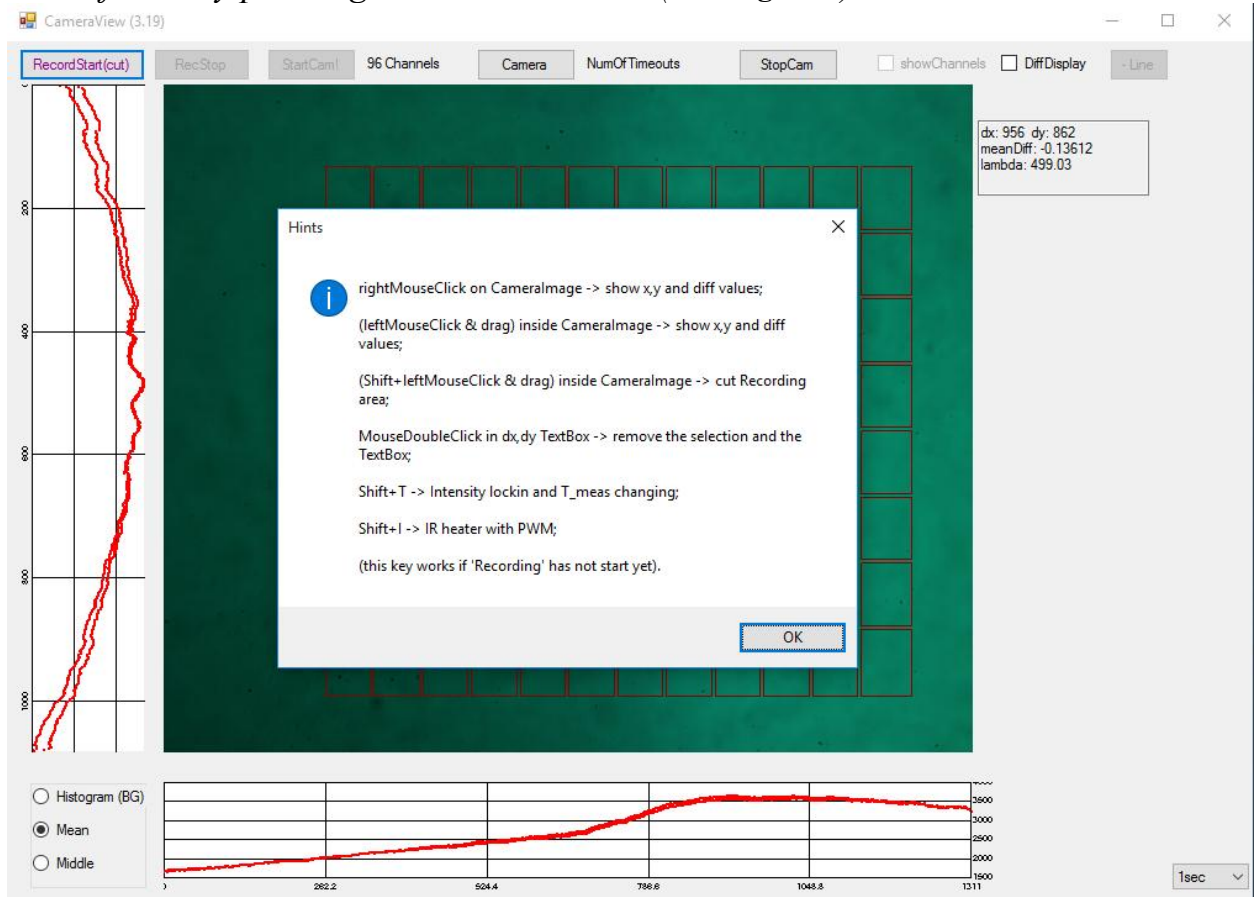 CameraView (3.19)
RecordStart(cut)
RecStop
StartCam!
96 Channels
Camera
NumOfTimeouts
StopCam
showChannels
DiffDisplay
- Line
dx: 956 dy: 862
meanDiff: -0.13612
lambda: 499.03
200
400
600
800
1000
Hints
rightMouseClick on CameraImage -> show x,y and diff values;
(leftMouseClick & drag) inside CameraImage -> show x,y and diff
values;
(Shift+leftMouseClick & drag) inside CameraImage -> cut Recording
area;
MouseDoubleClick in dx,dy TextBox -> remove the selection and the
TextBox;
Shift+T -> Intensity lockin and T_meas changing;
Shift+I -> IR heater with PWM;
(this key works if 'Recording' has not start yet).
OK
Histogram (BG)
Mean
Middle
3500
3000
2500
2000
1500
262.2
524.4
786.6
1048.8
1311
1sec